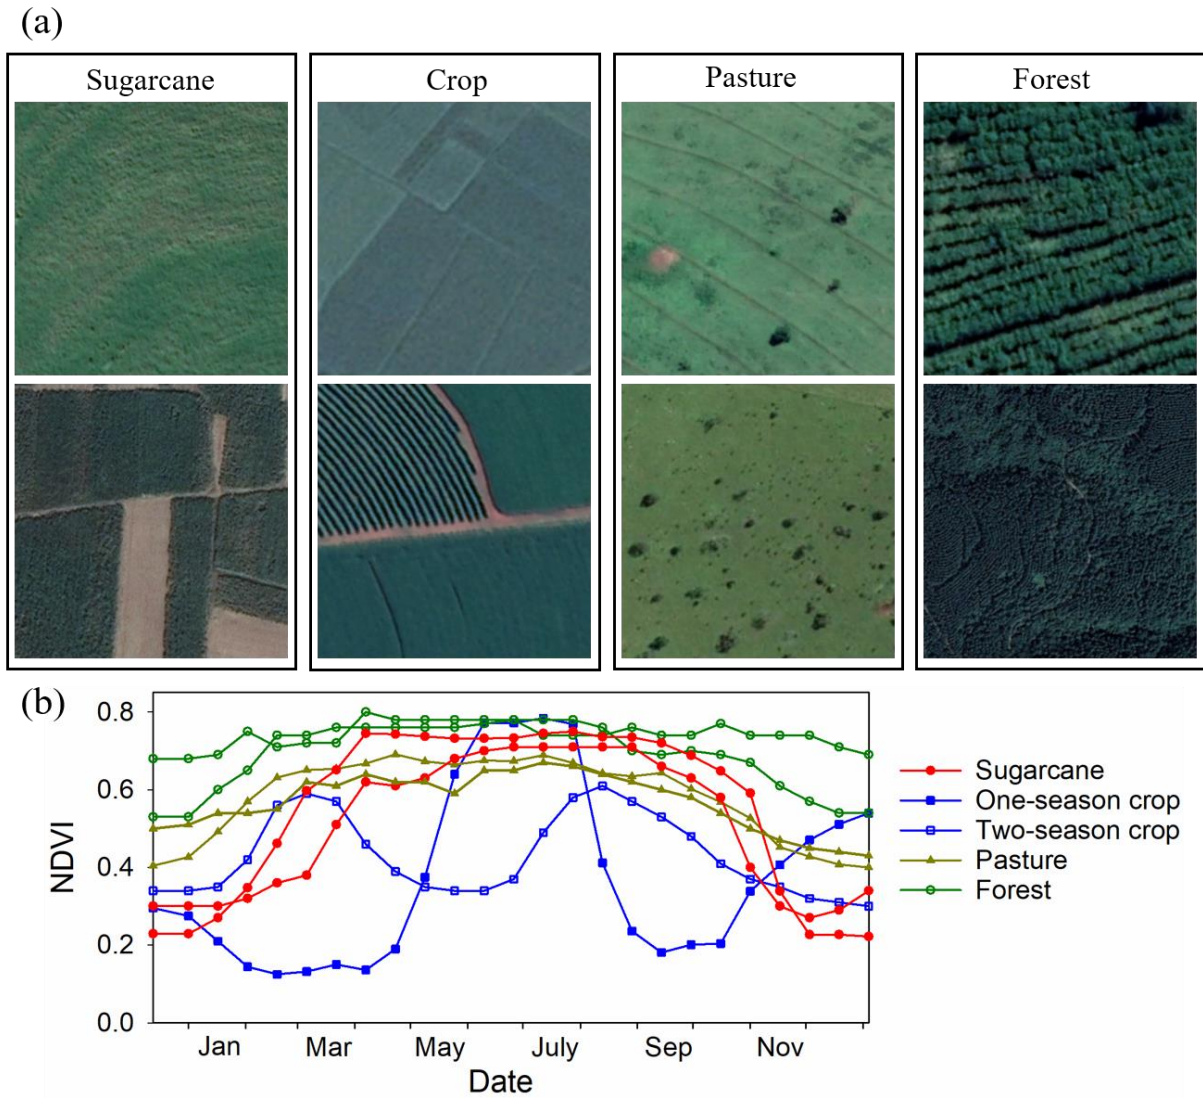 (a)
Sugarcane
Crop
Pasture
Forest
(b)
0.8
0.6
0.4
0.2
0.0
NDVI
Jan Mar May July Sep Nov
Date
Sugarcane
One-season crop
Two-season crop
Pasture
Forest